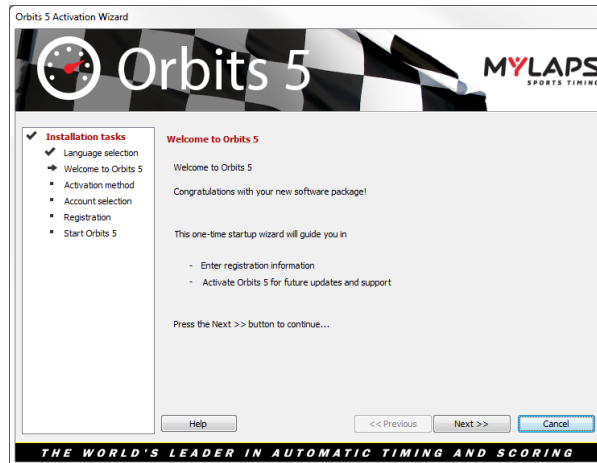 Orbits 5 Activation Wizard
Orbits 5
MYLAPS
SPORTS TIMING
Installation tasks
Language selection
Welcome to Orbits 5
Activation method
Account selection
Registration
Start Orbits 5
Welcome to Orbits 5
Welcome to Orbits 5
Congratulations with your new software package!
This one-time startup wizard will guide you in
- Enter registration information
- Activate Orbits 5 for future updates and support
Press the Next >> button to continue...
Help
<< Previous
Next >>
Cancel
THE WORLD'S LEADER IN AUTOMATIC TIMING AND SCORING